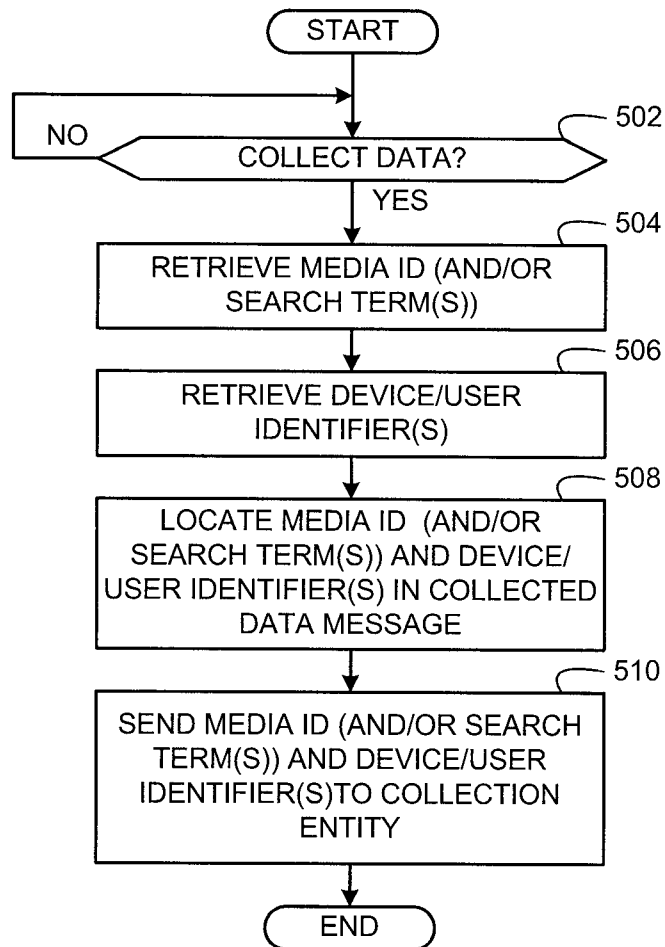 START
502
NO
COLLECT DATA?
YES
504
RETRIEVE MEDIA ID (AND/OR
SEARCH TERM(S))
506
RETRIEVE DEVICE/USER
IDENTIFIER(S)
508
LOCATE MEDIA ID (AND/OR
SEARCH TERM(S)) AND DEVICE/
USER IDENTIFIER(S) IN COLLECTED
DATA MESSAGE
510
SEND MEDIA ID (AND/OR SEARCH
TERM(S)) AND DEVICE/USER
IDENTIFIER(S)TO COLLECTION
ENTITY
END